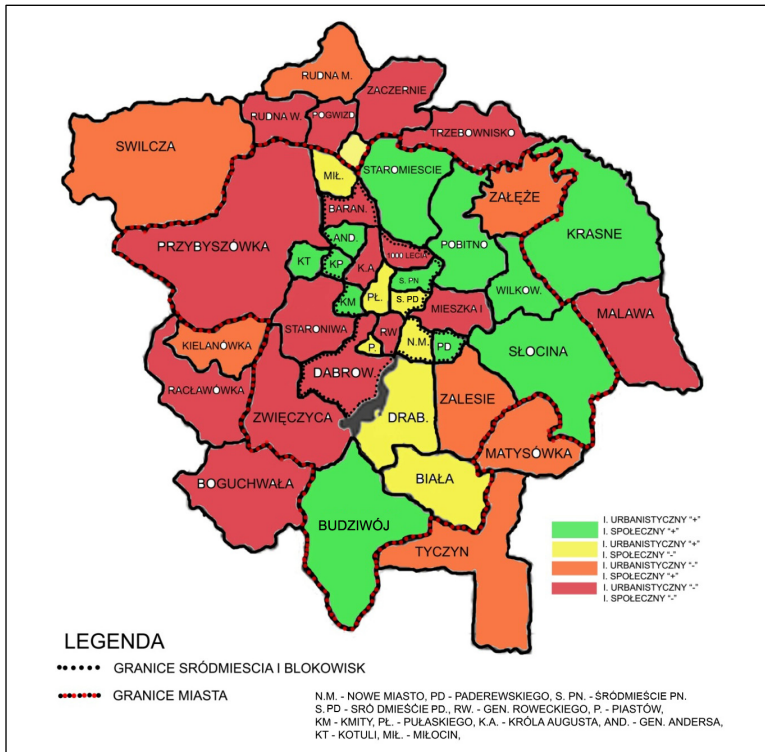 RUDNA M.
ZACZERNIE
RUDNA W.
POGWIZD
TRZEBOWNISKO
SWILCZA
MIŁ.
STAROMIESCIE
ZAŁĘŻE
BARAN.
KRASNE
AND.
PRZYBYSZÓWKA
POBITNO
KT
KP
K.A
1000 LECIA
S. PN
WILKOW.
KM
PŁ.
S. PD
MIESZKA I
MALAWA
STARONIWA
RW
N.M.
PD
KIELANÓWKA
P.
SŁOCINA
DĄBROW.
RACŁAWÓWKA
ZWIĘCZYCA
DRAB.
ZALESIE
MATYSÓWKA
BOGUCHWAŁA
BIAŁA
BUDZIWÓJ
TYCZYN
I. URBANISTYCZNY "+"
I. SPOŁECZNY "+"
I. URBANISTYCZNY "+"
I. SPOŁECZNY "-"
I. URBANISTYCZNY "-"
I. SPOŁECZNY "+"
I. URBANISTYCZNY "-"
I. SPOŁECZNY "-"
LEGENDA
GRANICE SRÓDMIESCIA I BLOKOWISK
GRANICE MIASTA
N.M. - NOWE MIASTO, PD - PADEREWSKIEGO, S. PN. - ŚRÓDMIEŚCIE PN.
S. PD - SRÓ DMIEŚĆIE PD., RW. - GEN. ROWECKIEGO, P. - PIASTÓW,
KM - KMITY, PŁ. - PUŁASKIEGO, K.A. - KRÓLA AUGUSTA, AND. - GEN. ANDERSA,
KT - KOTULI, MIŁ. - MIŁOCIN,